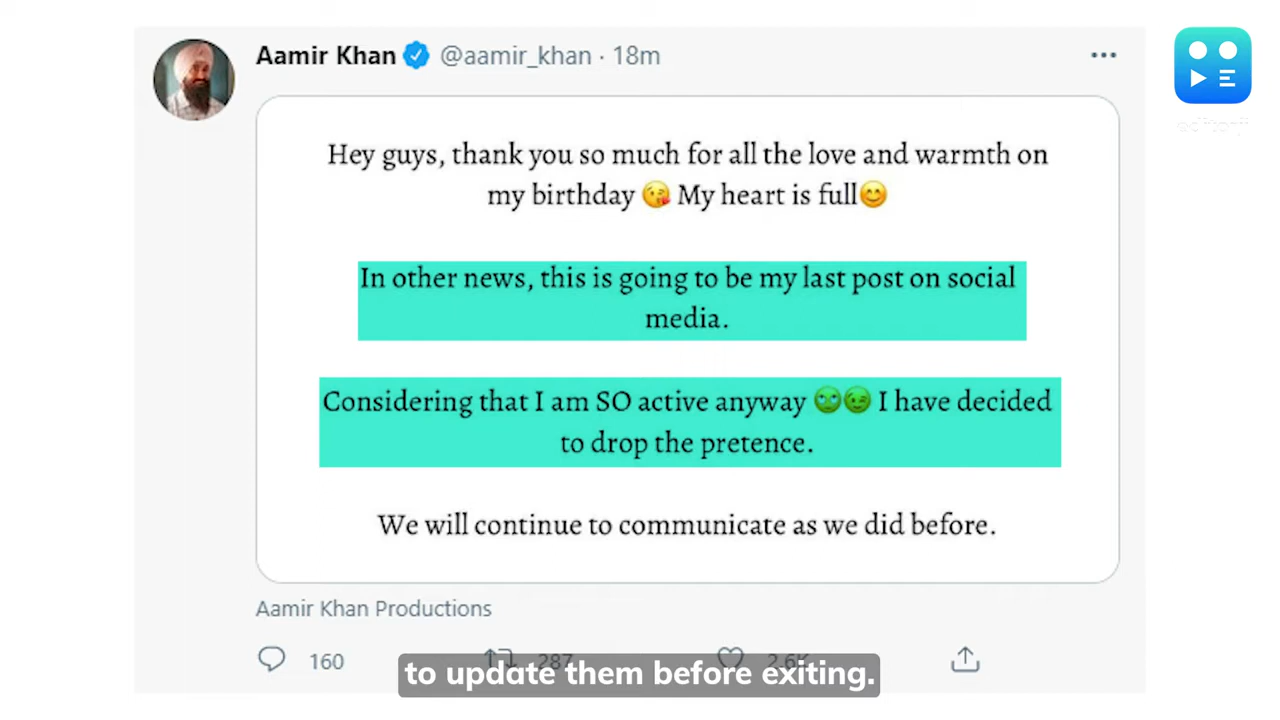 Aamir Khan @aamir_khan · 18m
Hey guys, thank you so much for all the love and warmth on
my birthday 😘 My heart is full😊
In other news, this is going to be my last post on social
media.
Considering that I am SO active anyway 🙄😉 I have decided
to drop the pretence.
We will continue to communicate as we did before.
Aamir Khan Productions
160 287 2.6K
to update them before exiting.